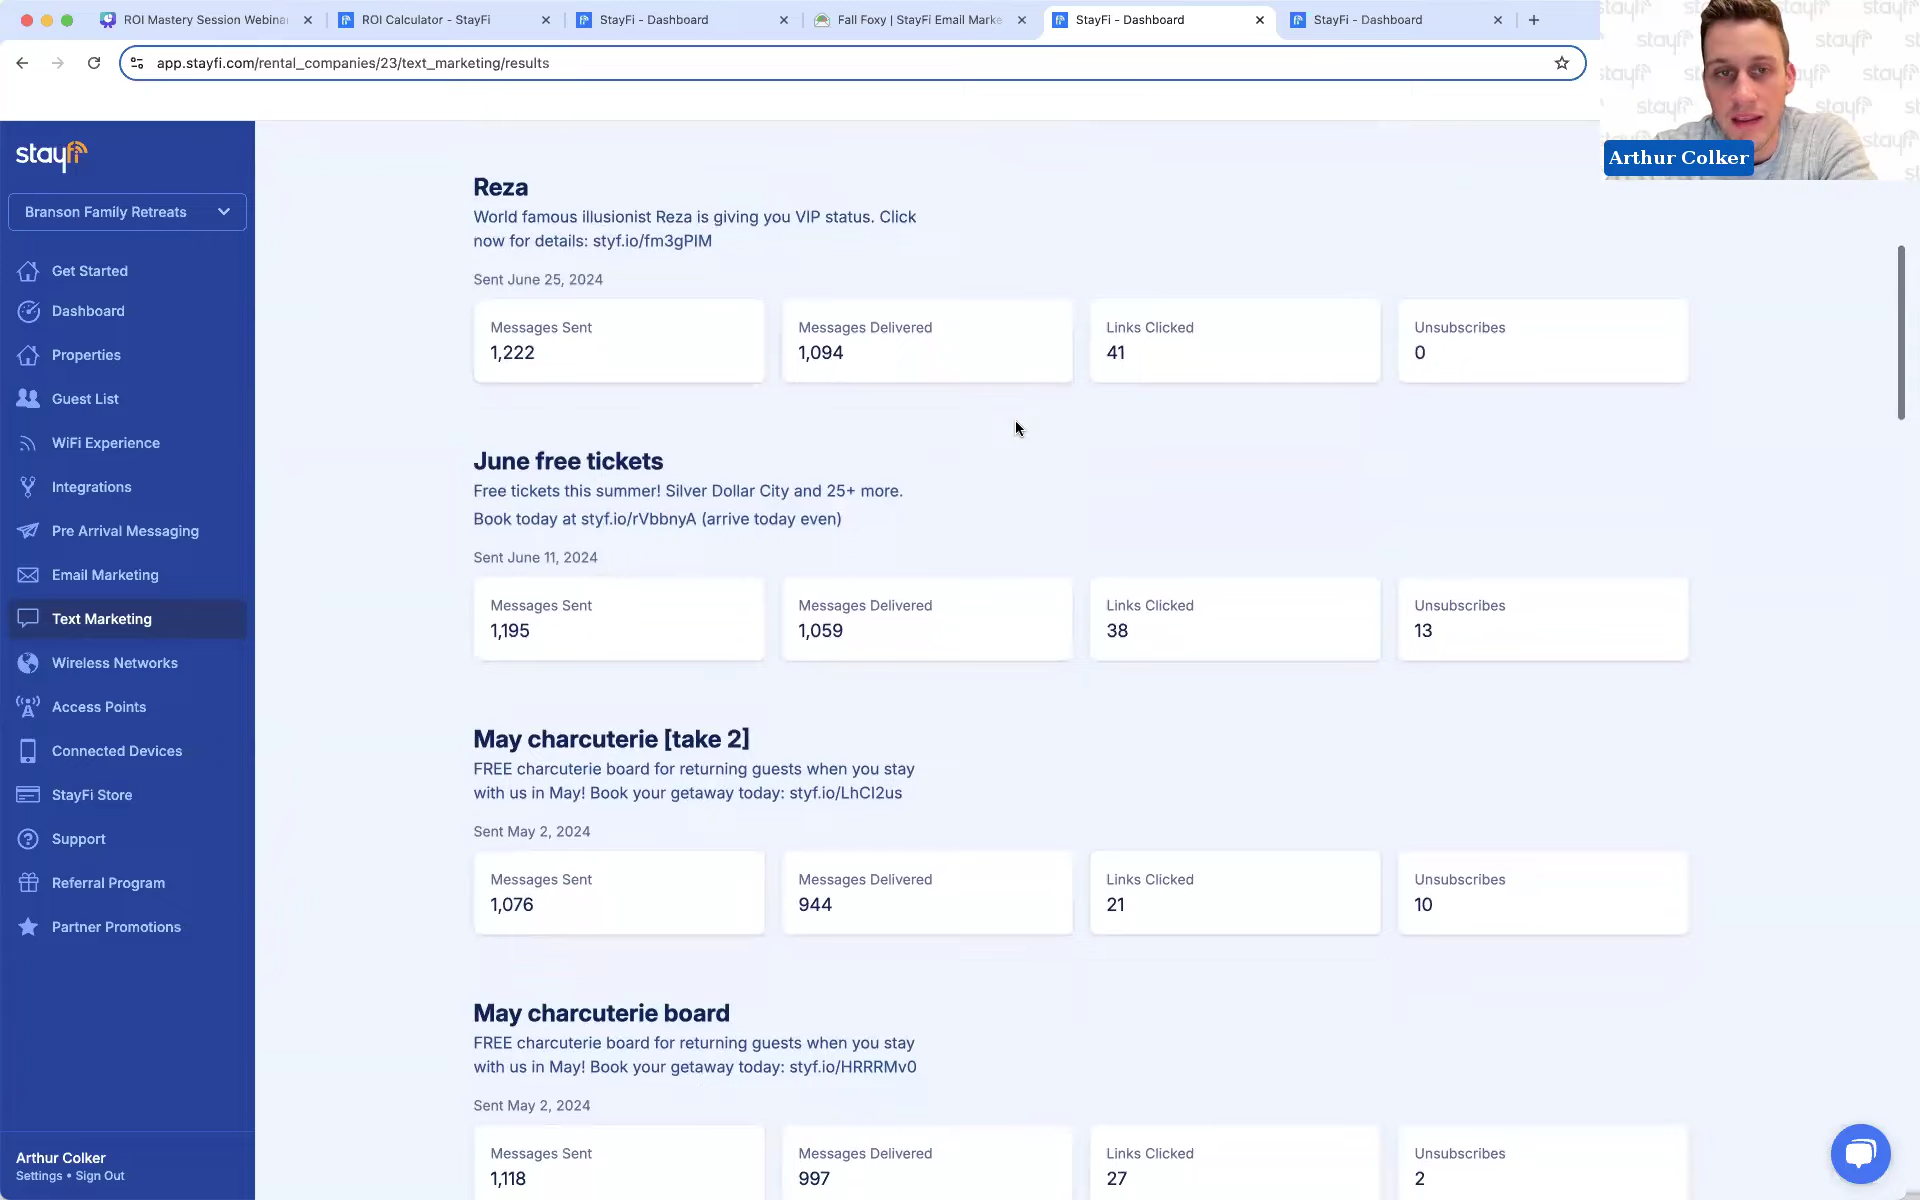 ROI Mastery Session Webina
ROI Calculator - StayFi
StayFi - Dashboard
Fall Foxy | StayFi Email Marke
StayFi - Dashboard
StayFi - Dashboard
app.stayfi.com/rental_companies/23/text_marketing/results
Arthur Colker
stayfi
Branson Family Retreats
Get Started
Dashboard
Properties
Guest List
WiFi Experience
Integrations
Pre Arrival Messaging
Email Marketing
Text Marketing
Wireless Networks
Access Points
Connected Devices
StayFi Store
Support
Referral Program
Partner Promotions
Arthur Colker
Settings • Sign Out
Reza
World famous illusionist Reza is giving you VIP status. Click
now for details: styf.io/fm3gPIM
Sent June 25, 2024
Messages Sent
1,222
Messages Delivered
1,094
Links Clicked
41
Unsubscribes
0
June free tickets
Free tickets this summer! Silver Dollar City and 25+ more.
Book today at styf.io/rVbbnyA (arrive today even)
Sent June 11, 2024
Messages Sent
1,195
Messages Delivered
1,059
Links Clicked
38
Unsubscribes
13
May charcuterie [take 2]
FREE charcuterie board for returning guests when you stay
with us in May! Book your getaway today: styf.io/LhCI2us
Sent May 2, 2024
Messages Sent
1,076
Messages Delivered
944
Links Clicked
21
Unsubscribes
10
May charcuterie board
FREE charcuterie board for returning guests when you stay
with us in May! Book your getaway today: styf.io/HRRRMv0
Sent May 2, 2024
Messages Sent
1,118
Messages Delivered
997
Links Clicked
27
Unsubscribes
2